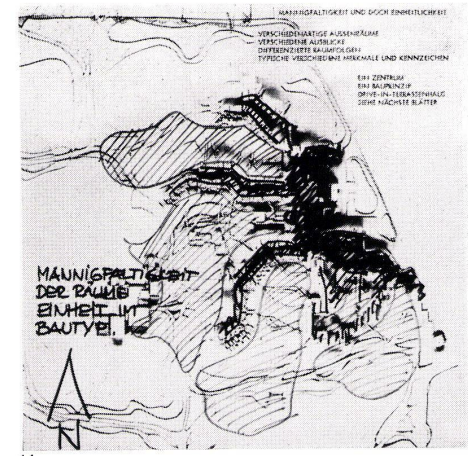 MANNIGFALTIGKEIT UND DOCH EINHEITLICHKEIT
VERSCHIEDENARTIGE AUSSENRÄUME
VERSCHIEDENE AUSBLICKE
DIFFERENZIERTE RAUMFOLGEN
TYPISCHE VERSCHIEDENE MERKMALE UND KENNZEICHEN
EIN ZENTRUM
EIN BAUPRINZIP
DRIVE-IN-TERRASSENHAUS
SIEHE NÄCHSTE BLÄTTER
MANNIGFALTIGKEIT
DER RÄUME
EINHEIT IM
BAUTYP!
N